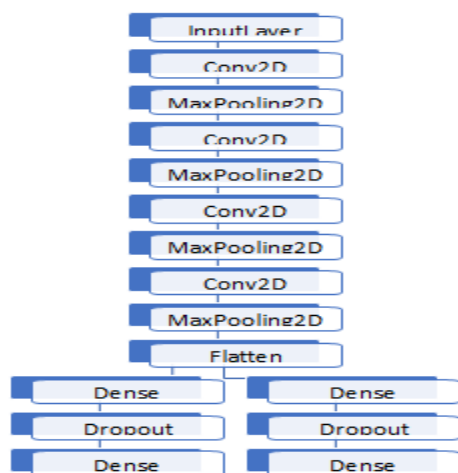 InputLayer
Conv2D
MaxPooling2D
Conv2D
MaxPooling2D
Conv2D
MaxPooling2D
Conv2D
MaxPooling2D
Flatten
Dense Dense
Dropout Dropout
Dense Dense